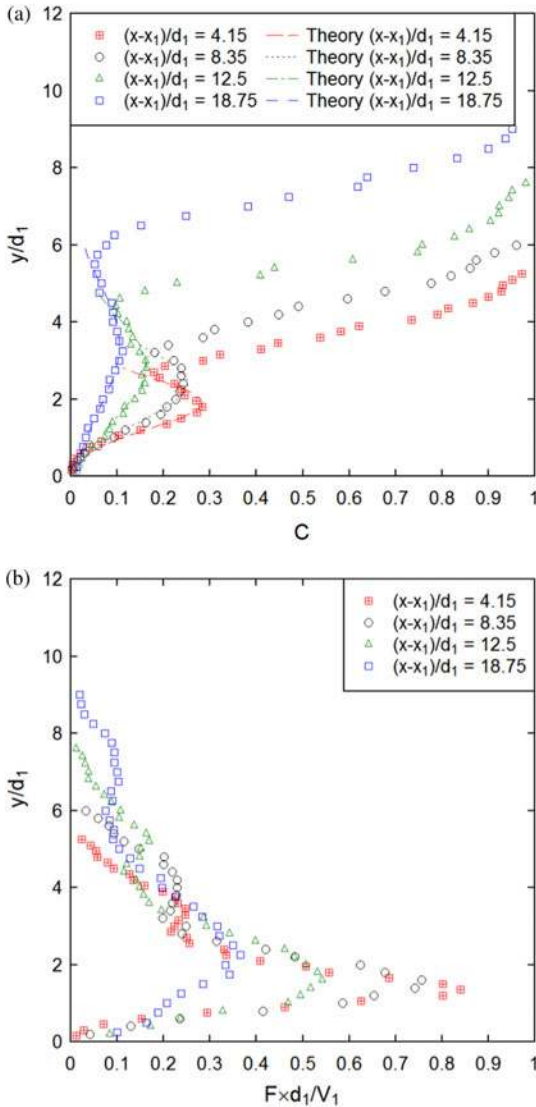 (a)
12
10
8
6
4
2
0
y/d₁
(x-x₁)/d₁ = 4.15
(x-x₁)/d₁ = 8.35
(x-x₁)/d₁ = 12.5
(x-x₁)/d₁ = 18.75
Theory (x-x₁)/d₁ = 4.15
Theory (x-x₁)/d₁ = 8.35
Theory (x-x₁)/d₁ = 12.5
Theory (x-x₁)/d₁ = 18.75
0 0.1 0.2 0.3 0.4 0.5 0.6 0.7 0.8 0.9 1
C
(b)
12
10
8
6
4
2
0
y/d₁
(x-x₁)/d₁ = 4.15
(x-x₁)/d₁ = 8.35
(x-x₁)/d₁ = 12.5
(x-x₁)/d₁ = 18.75
0 0.1 0.2 0.3 0.4 0.5 0.6 0.7 0.8 0.9 1
F×d₁/V₁